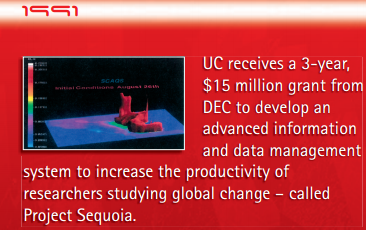 1991
SCAQS
Initial Conditions August 28th
UC receives a 3-year,
$15 million grant from
DEC to develop an
advanced information
and data management
system to increase the productivity of
researchers studying global change – called
Project Sequoia.